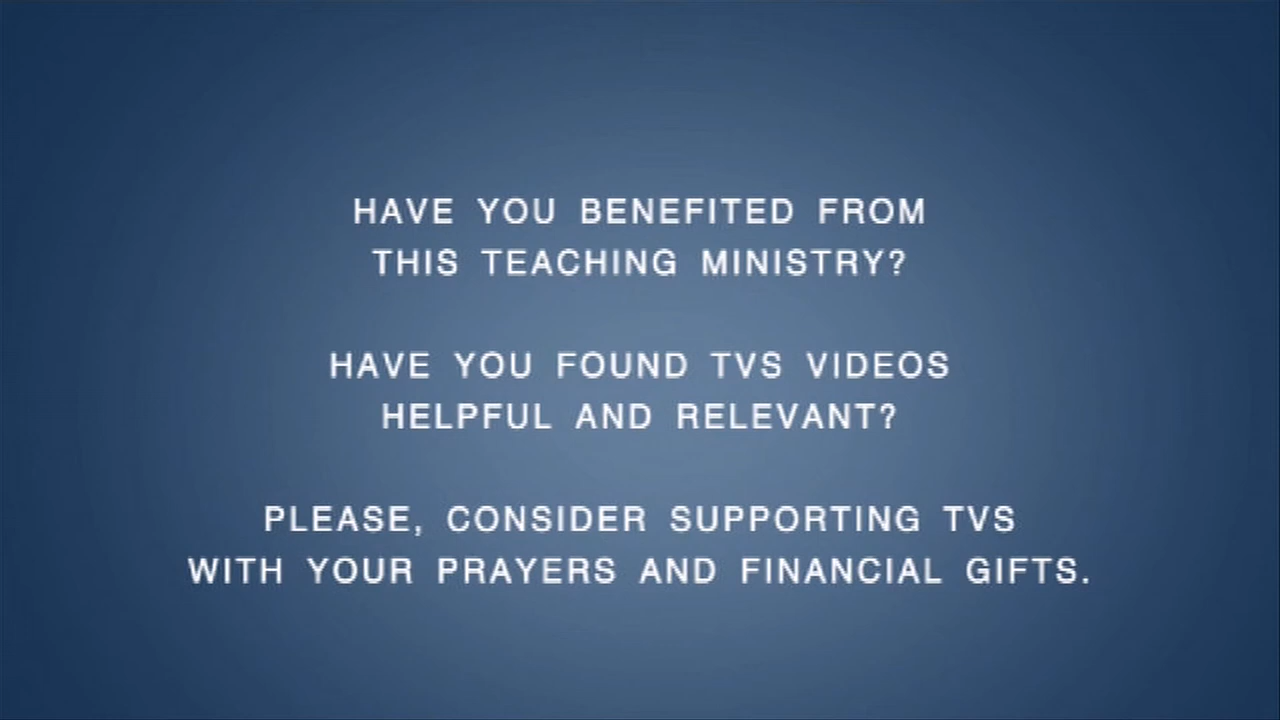 HAVE YOU BENEFITED FROM
THIS TEACHING MINISTRY?
HAVE YOU FOUND TVS VIDEOS
HELPFUL AND RELEVANT?
PLEASE, CONSIDER SUPPORTING TVS
WITH YOUR PRAYERS AND FINANCIAL GIFTS.